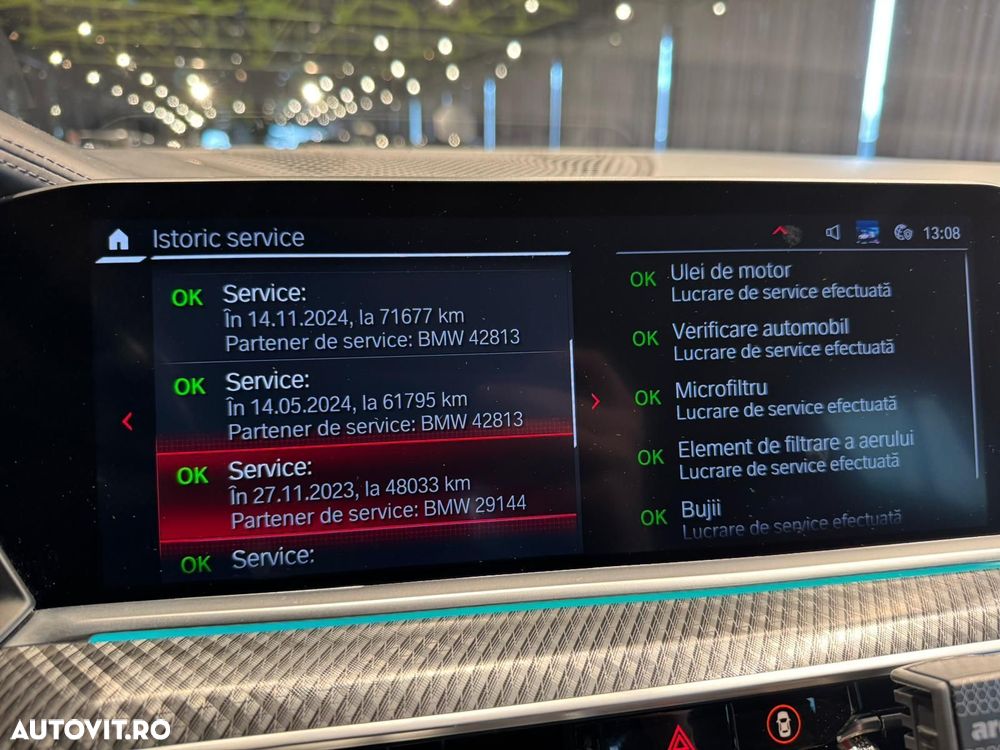 Istoric service
13:08
OK Service:
În 14.11.2024, la 71677 km
Partener de service: BMW 42813
OK Service:
În 14.05.2024, la 61795 km
Partener de service: BMW 42813
OK Service:
În 27.11.2023, la 48033 km
Partener de service: BMW 29144
OK Service:
OK Ulei de motor
Lucrare de service efectuată
OK Verificare automobil
Lucrare de service efectuată
OK Microfiltru
Lucrare de service efectuată
OK Element de filtrare a aerului
Lucrare de service efectuată
OK Bujii
Lucrare de service efectuată
AUTOVIT.RO